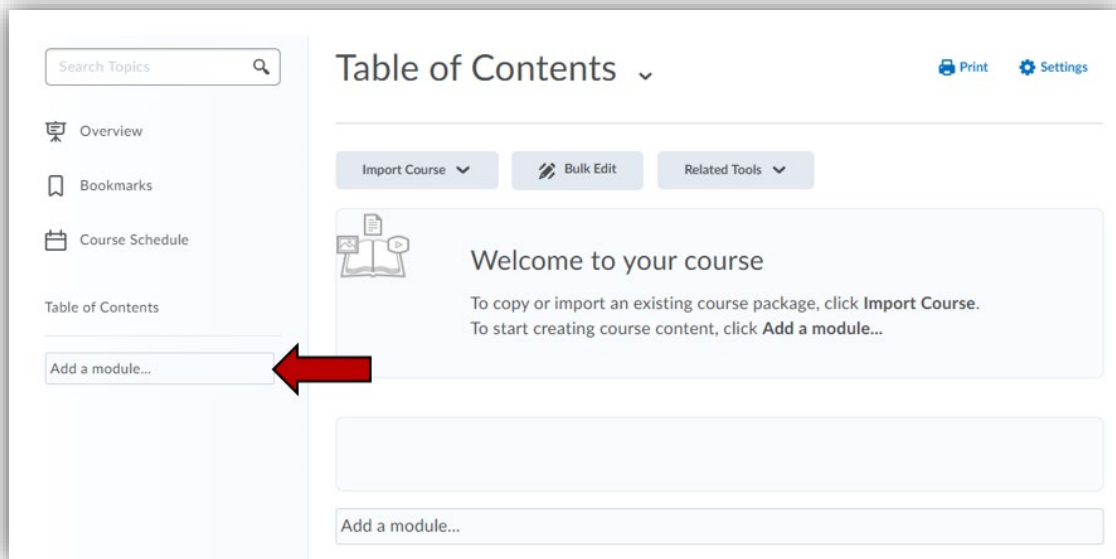 Search Topics
Overview
Bookmarks
Course Schedule
Table of Contents
Add a module...
Table of Contents
Print
Settings
Import Course
Bulk Edit
Related Tools
Welcome to your course
To copy or import an existing course package, click Import Course.
To start creating course content, click Add a module...
Add a module...